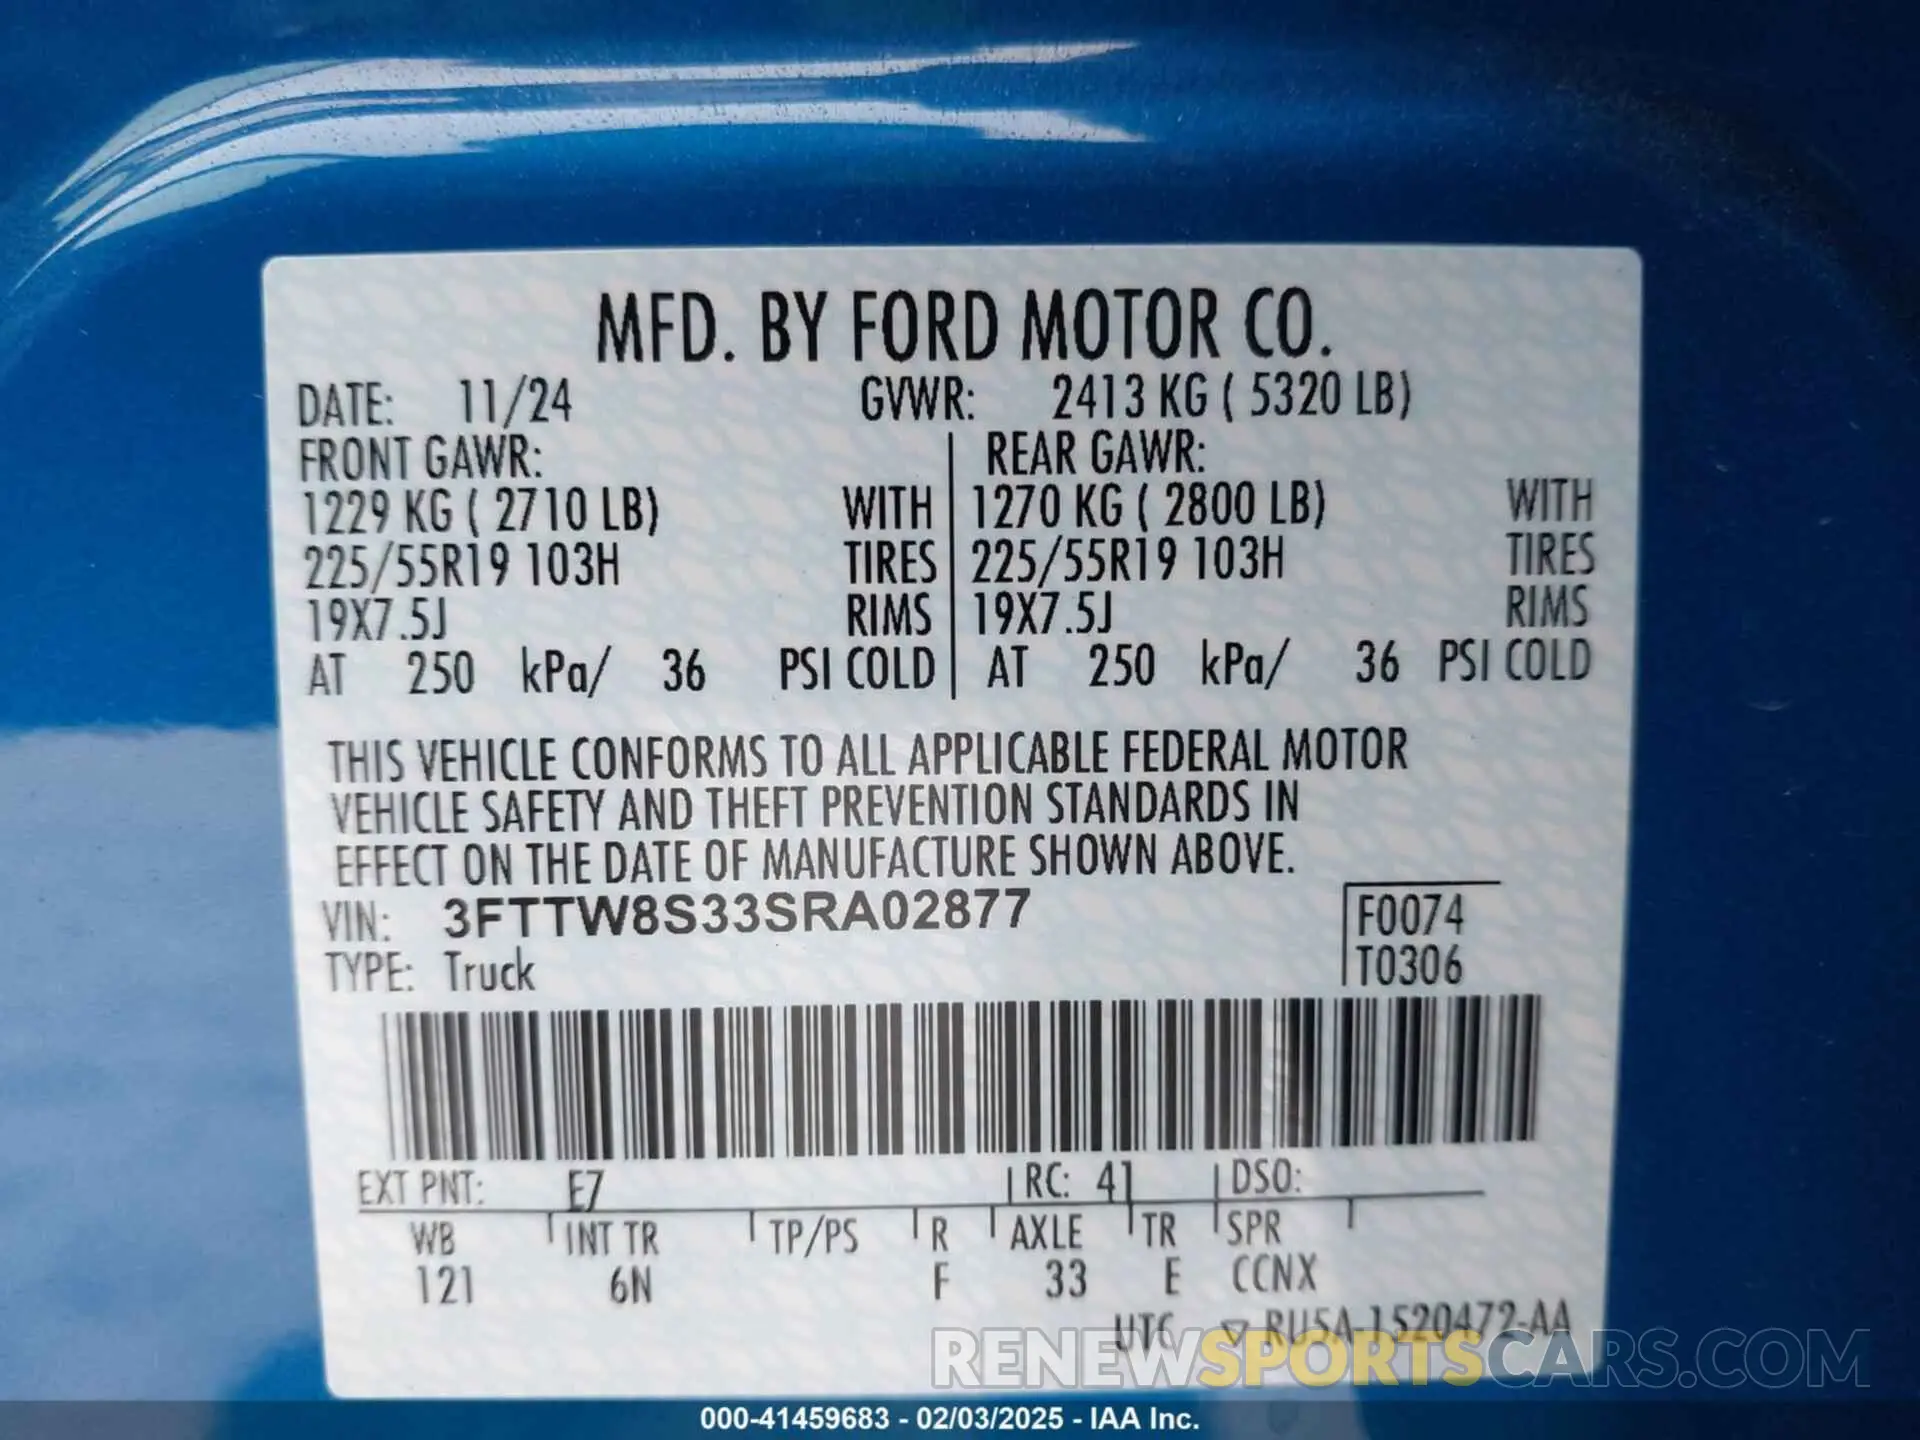 MFD. BY FORD MOTOR CO.
DATE: 11/24 GVWR: 2413 KG ( 5320 LB)
FRONT GAWR: REAR GAWR:
1229 KG ( 2710 LB) WITH 1270 KG ( 2800 LB) WITH
225/55R19 103H TIRES 225/55R19 103H TIRES
19X7.5J RIMS 19X7.5J RIMS
AT 250 kPa/ 36 PSI COLD AT 250 kPa/ 36 PSI COLD
THIS VEHICLE CONFORMS TO ALL APPLICABLE FEDERAL MOTOR
VEHICLE SAFETY AND THEFT PREVENTION STANDARDS IN
EFFECT ON THE DATE OF MANUFACTURE SHOWN ABOVE.
VIN: 3FTTW8S33SRA02877 F0074
TYPE: Truck T0306
EXT PNT: E7 RC: 41 DSO:
WB INT TR TP/PS R AXLE TR SPR
121 6N F 33 E CCNX
UTC ▽ RU5A-1520472-AA
RENEWSPORTSCARS.COM
000-41459683 - 02/03/2025 - IAA Inc.